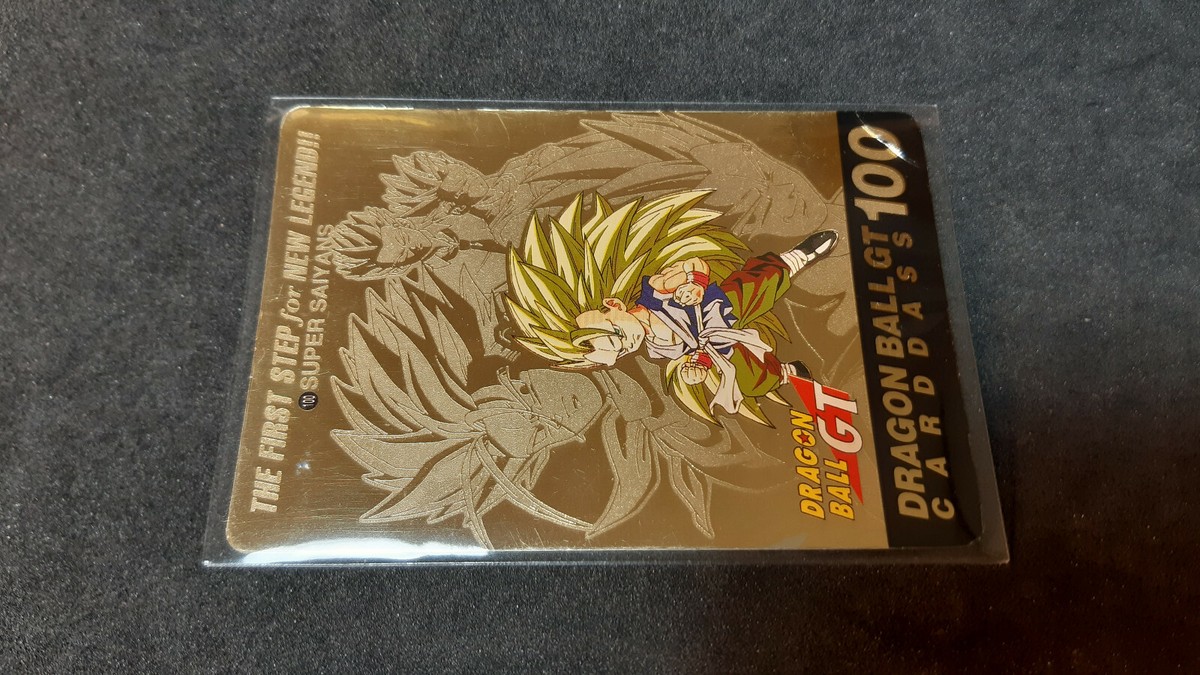 THE FIRST STEP for NEW LEGEND!!
100 SUPER SAIYANS
DRAGON
BALL GT
DRAGON BALL GT 100
CARDDASS